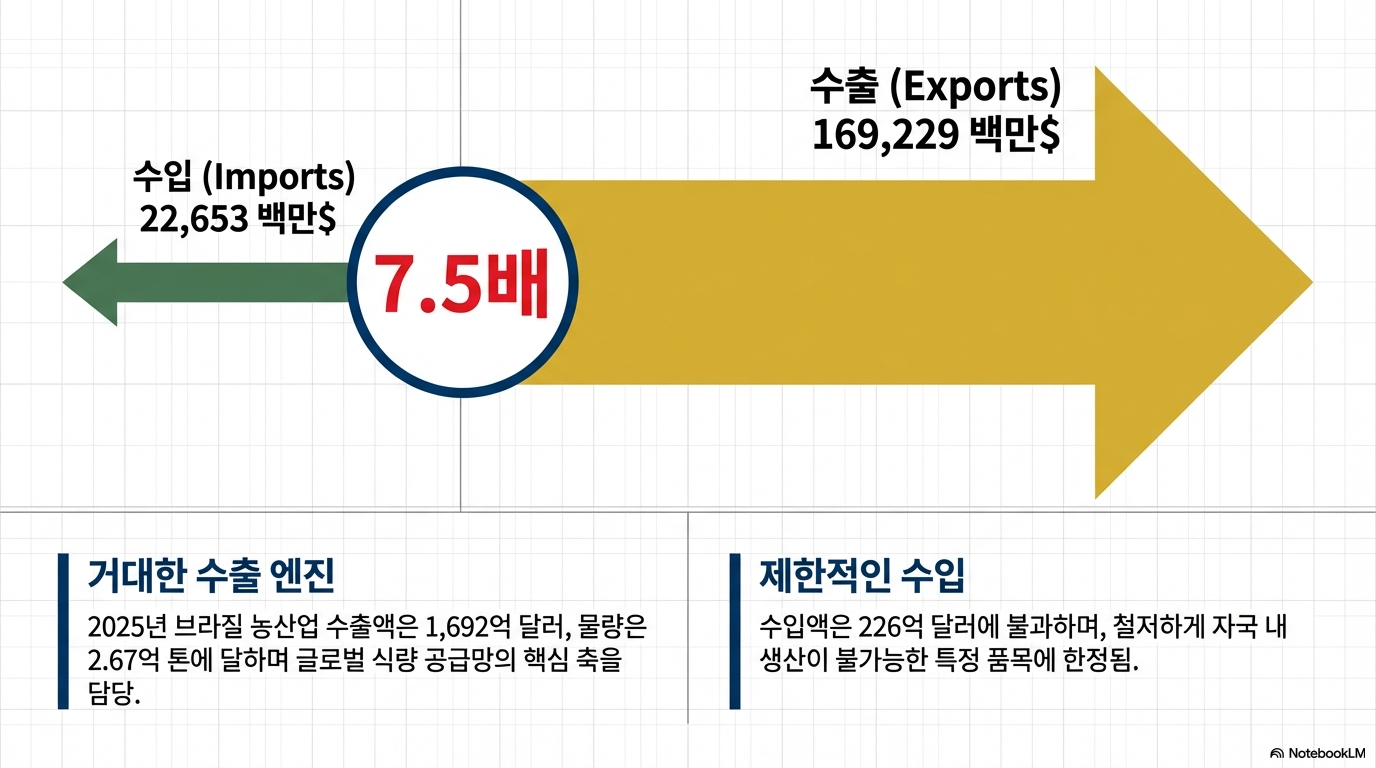 수출 (Exports)
169,229 백만$
수입 (Imports)
22,653 백만$
7.5배
거대한 수출 엔진
2025년 브라질 농산업 수출액은 1,692억 달러, 물량은
2.67억 톤에 달하며 글로벌 식량 공급망의 핵심 축을
담당.
제한적인 수입
수입액은 226억 달러에 불과하며, 철저하게 자국 내
생산이 불가능한 특정 품목에 한정됨.
NotebookLM